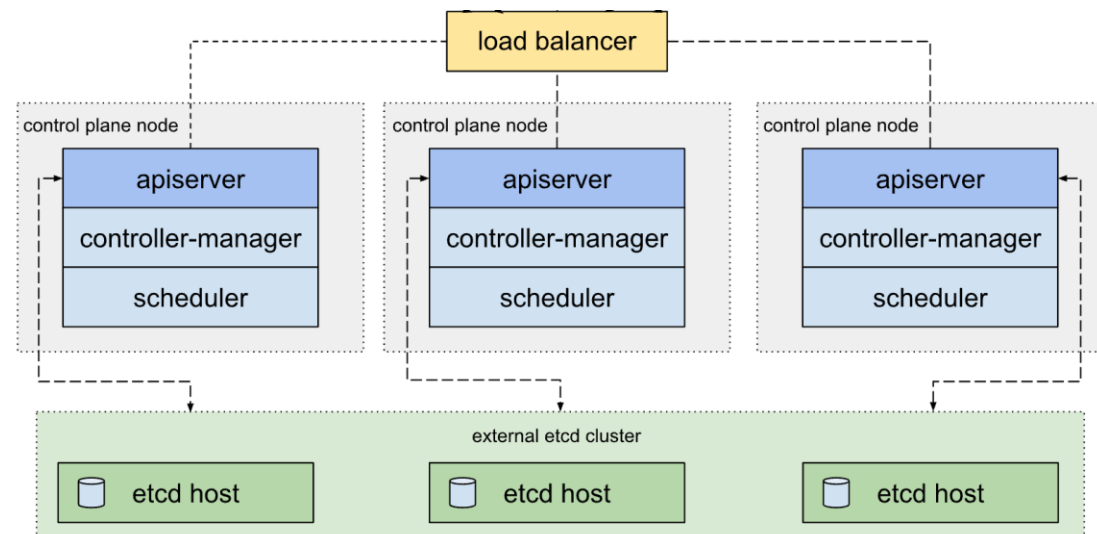 load balancer
control plane node
control plane node
control plane node
apiserver
apiserver
apiserver
controller-manager
controller-manager
controller-manager
scheduler
scheduler
scheduler
external etcd cluster
etcd host
etcd host
etcd host